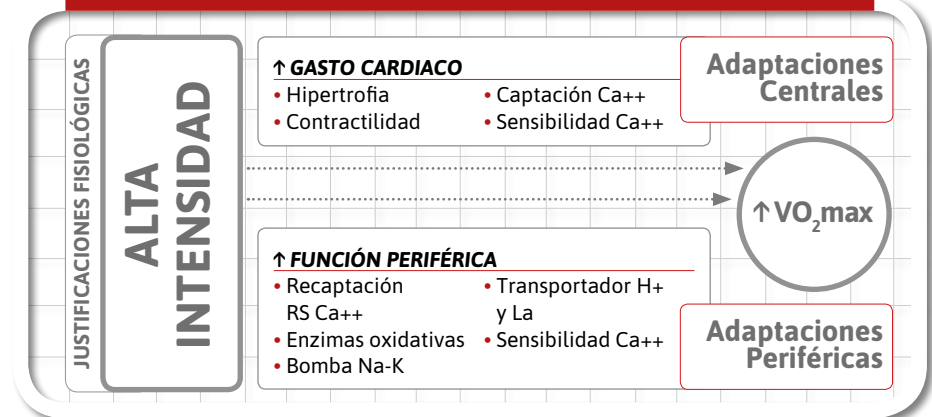 JUSTIFICACIONES FISIOLÓGICAS
ALTA
INTENSIDAD
↑ GASTO CARDIACO
• Hipertrofia
• Contractilidad
• Captación Ca++
• Sensibilidad Ca++
Adaptaciones
Centrales
↑ VO2max
↑ FUNCIÓN PERIFÉRICA
• Recaptación
RS Ca++
• Enzimas oxidativas
• Bomba Na-K
• Transportador H+
y La
• Sensibilidad Ca++
Adaptaciones
Periféricas